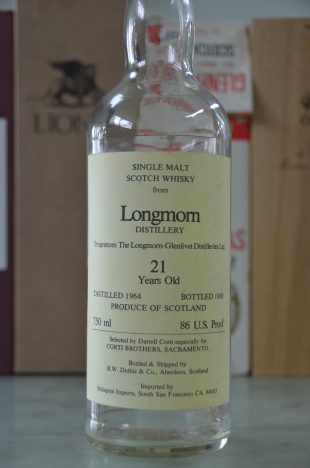 LION
SINGLE MALT
SCOTCH WHISKY
from
Longmorn
DISTILLERY
Proprietors: The Longmorn-Glenlivet Distilleries Ltd.
21
Years Old
DISTILLED 1964 BOTTLED 1985
PRODUCE OF SCOTLAND
750 ml 86 U.S. Proof
Selected by Darrell Corti especially for
CORTI BROTHERS, SACRAMENTO.
Bottled & Shipped by
R.W. Duthie & Co., Aberdeen, Scotland
Imported by
Pellegrini Imports, South San Francisco CA.